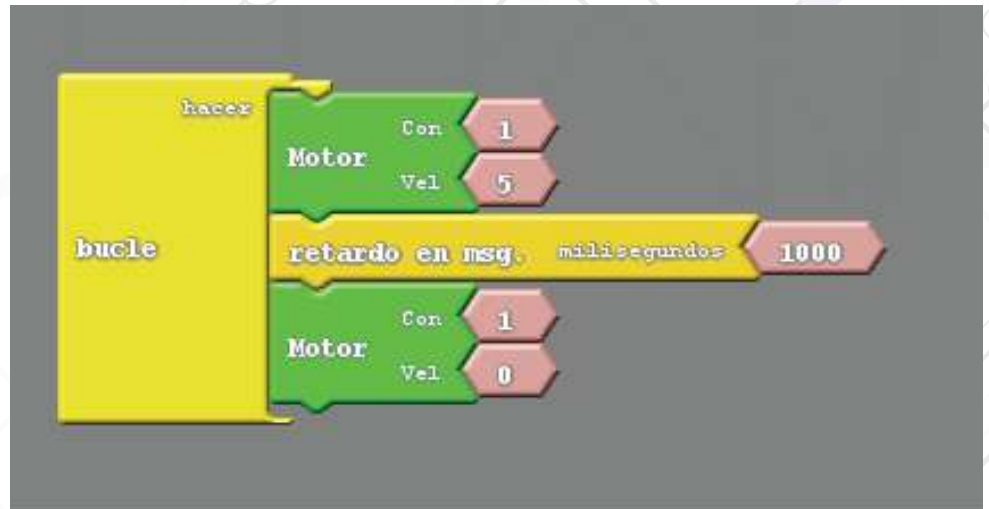 hacer
Con 1
Motor
Vel 5
bucle
retardo en msg. milisegundos 1000
Con 1
Motor
Vel 0